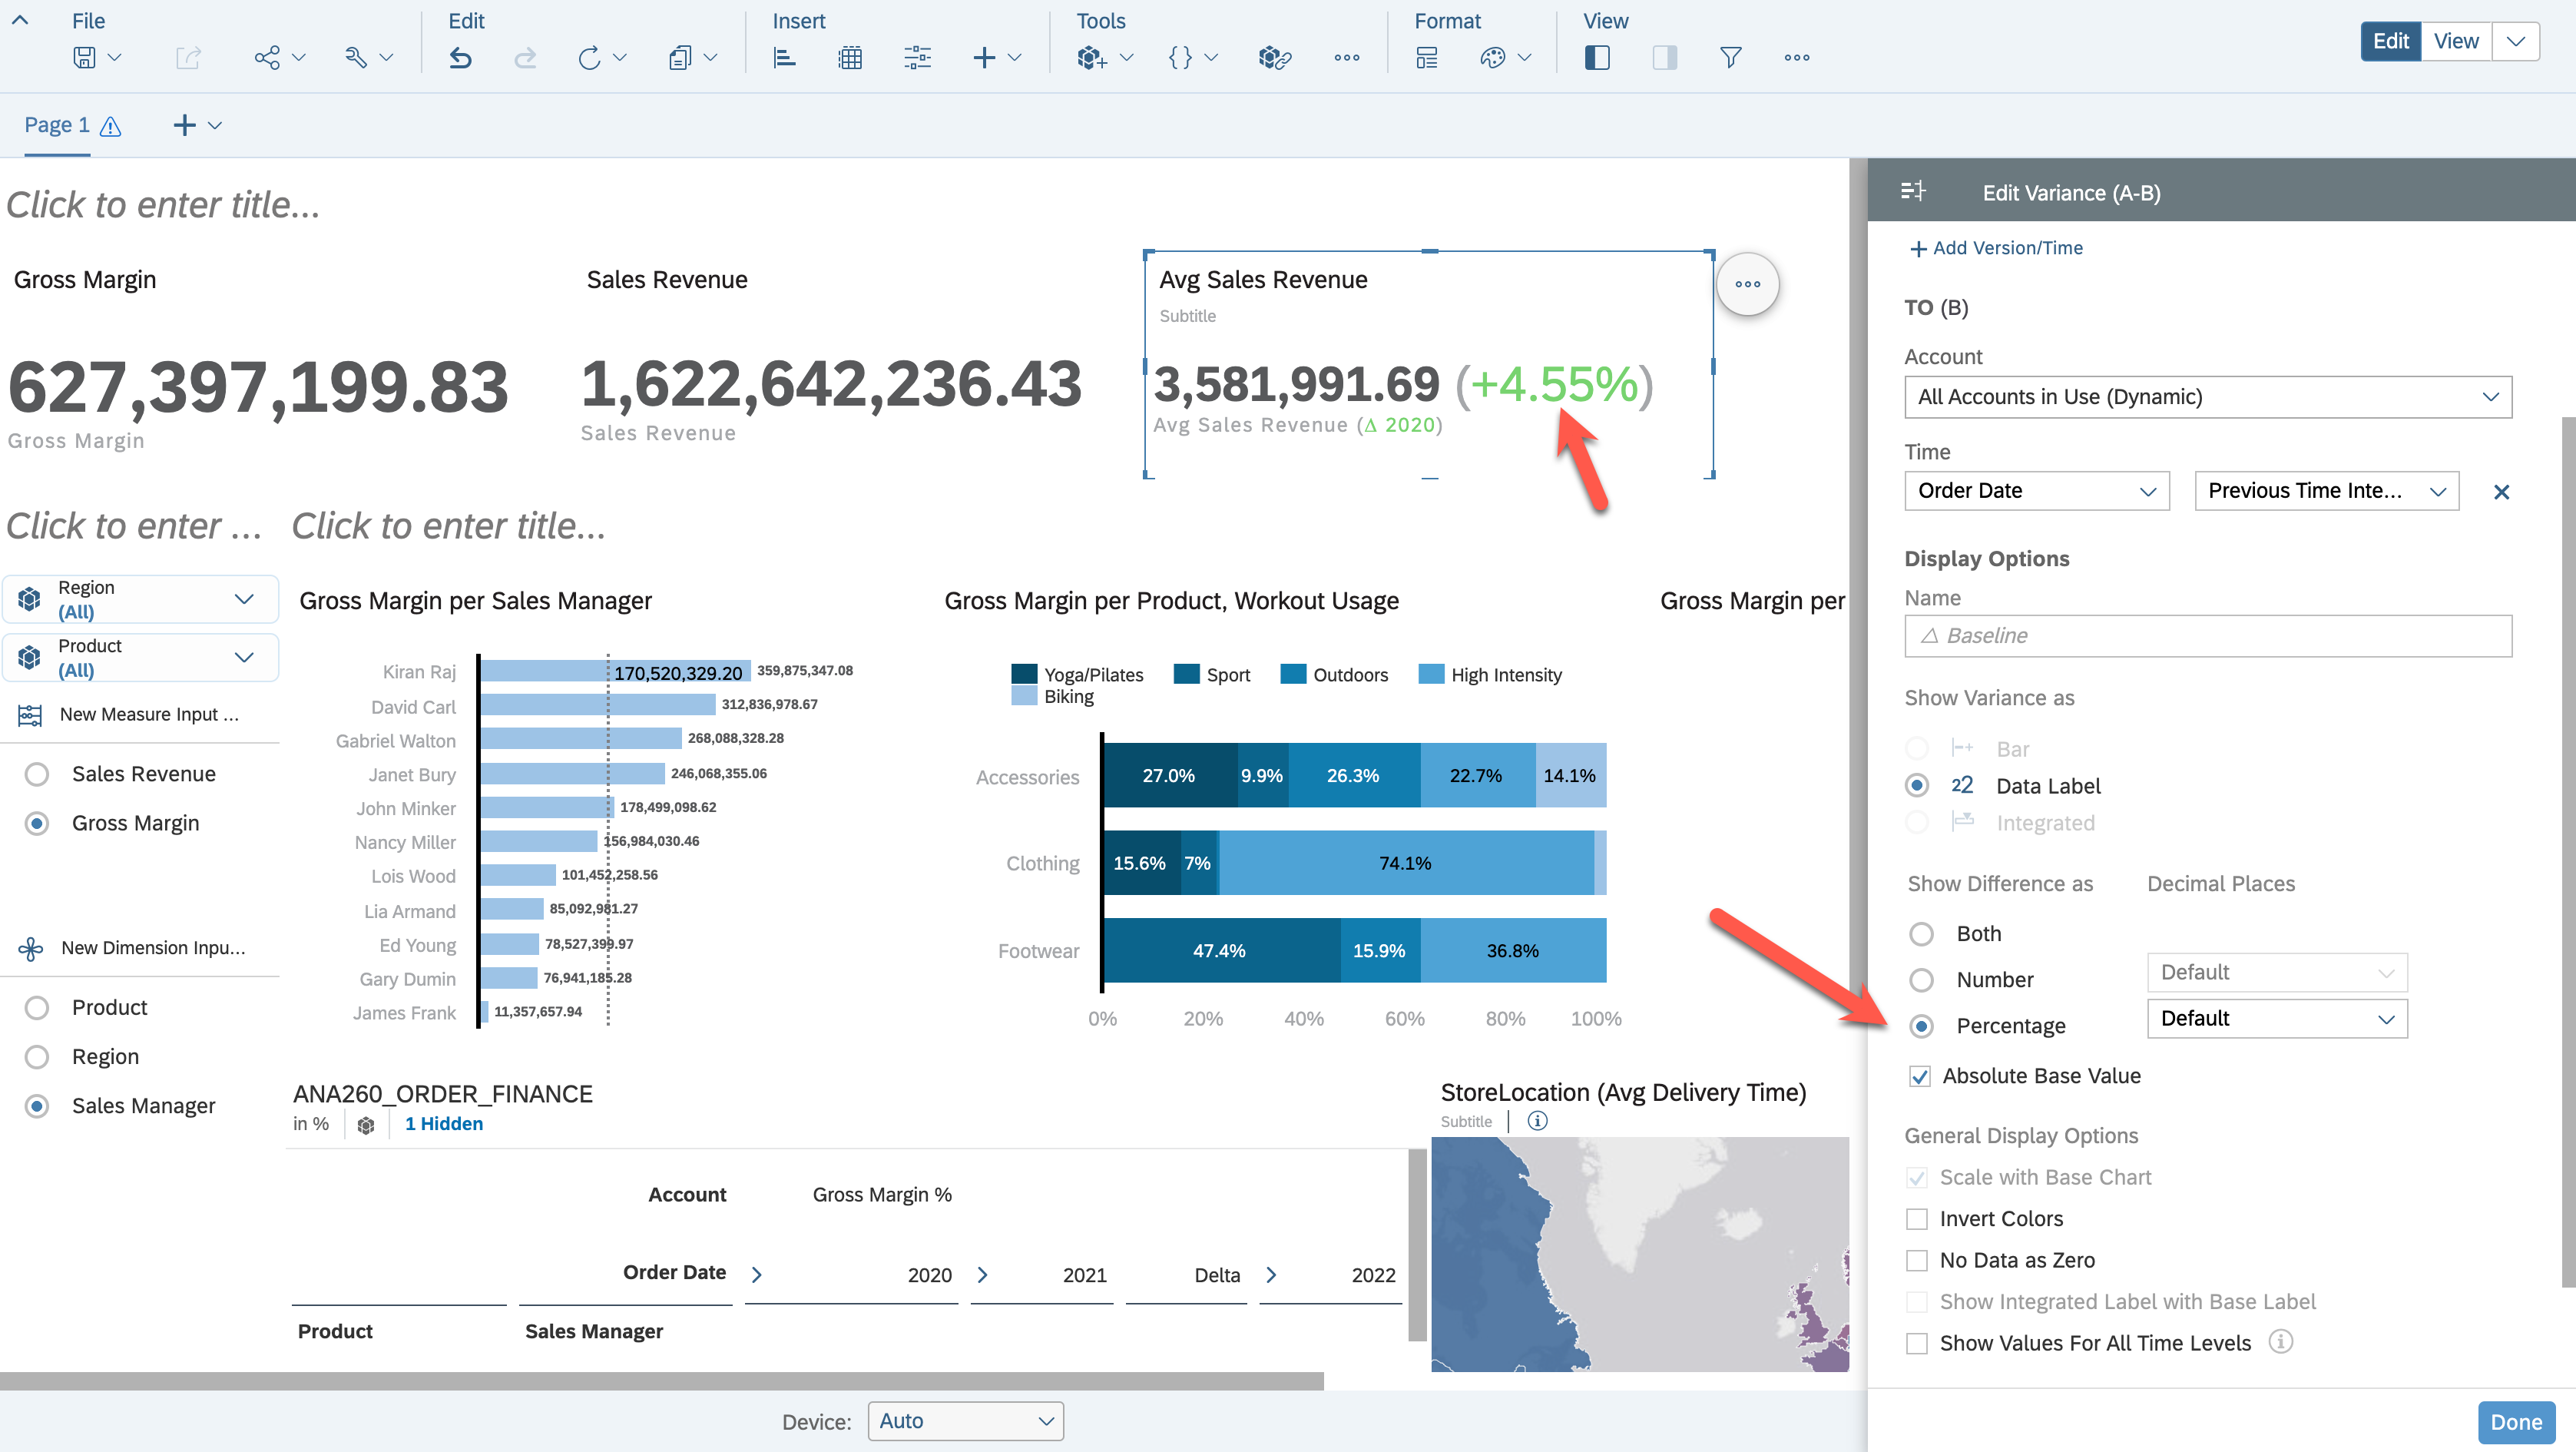 File
Edit
Insert
Tools
Format
View
Edit
View
Page 1
Click to enter title...
Gross Margin
627,397,199.83
Gross Margin
Sales Revenue
1,622,642,236.43
Sales Revenue
Avg Sales Revenue
Subtitle
3,581,991.69 (+4.55%)
Avg Sales Revenue (Δ 2020)
Click to enter ...
Click to enter title...
Region
(All)
Product
(All)
New Measure Input ...
Sales Revenue
Gross Margin
New Dimension Inpu...
Product
Region
Sales Manager
Gross Margin per Sales Manager
170,520,329.20
Kiran Raj 359,875,347.08
David Carl 312,836,978.67
Gabriel Walton 268,088,328.28
Janet Bury 246,068,355.06
John Minker 178,499,098.62
Nancy Miller 156,984,030.46
Lois Wood 101,452,258.56
Lia Armand 85,092,981.27
Ed Young 78,527,399.97
Gary Dumin 76,941,185.28
James Frank 11,357,657.94
Gross Margin per Product, Workout Usage
Yoga/Pilates Sport Outdoors High Intensity
Biking
Accessories 27.0% 9.9% 26.3% 22.7% 14.1%
Clothing 15.6% 7% 74.1%
Footwear 47.4% 15.9% 36.8%
0% 20% 40% 60% 80% 100%
Gross Margin per
ANA260_ORDER_FINANCE
in % 1 Hidden
Account Gross Margin %
Order Date 2020 2021 Delta 2022
Product Sales Manager
StoreLocation (Avg Delivery Time)
Subtitle
Device: Auto
Edit Variance (A-B)
Add Version/Time
TO (B)
Account
All Accounts in Use (Dynamic)
Time
Order Date Previous Time Inte...
Display Options
Name
△ Baseline
Show Variance as
Bar
22 Data Label
Integrated
Show Difference as Decimal Places
Both
Number Default
Percentage Default
Absolute Base Value
General Display Options
Scale with Base Chart
Invert Colors
No Data as Zero
Show Integrated Label with Base Label
Show Values For All Time Levels
Done